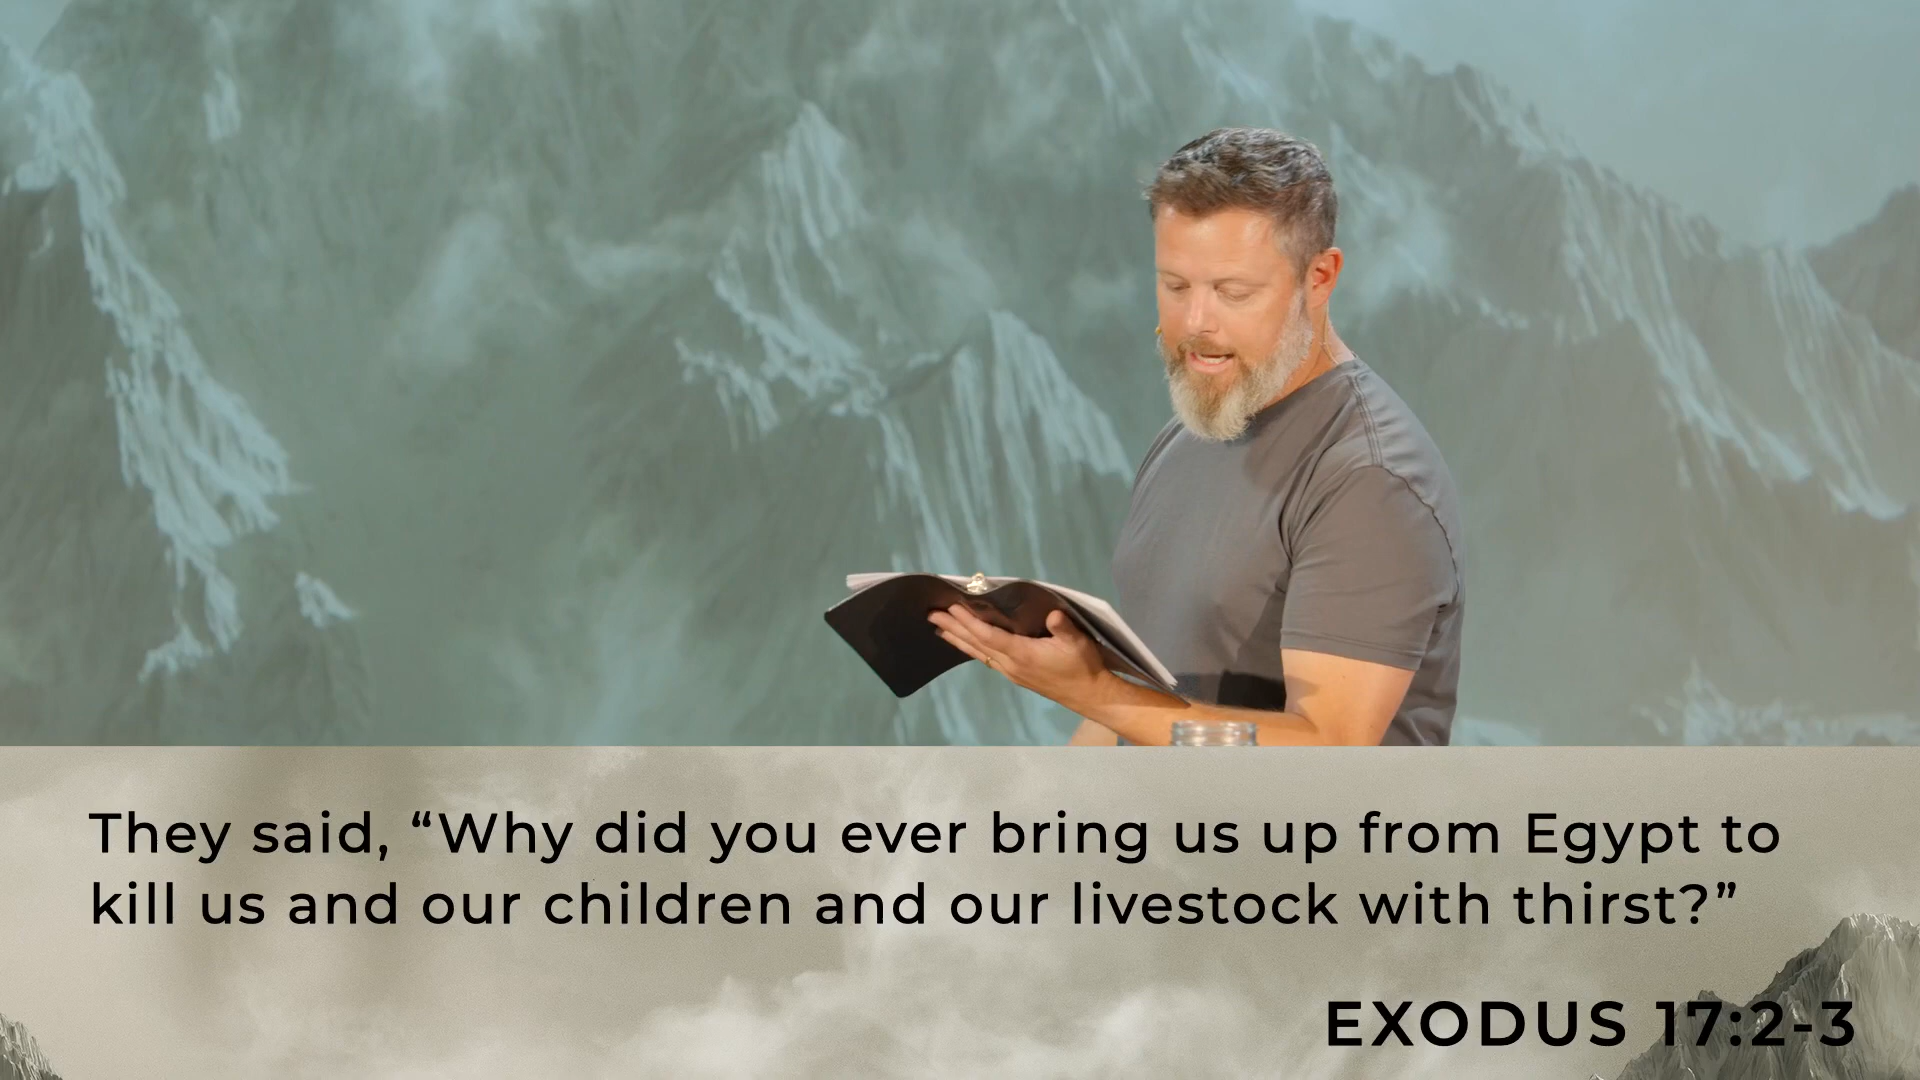 They said, “Why did you ever bring us up from Egypt to
kill us and our children and our livestock with thirst?”
EXODUS 17:2-3